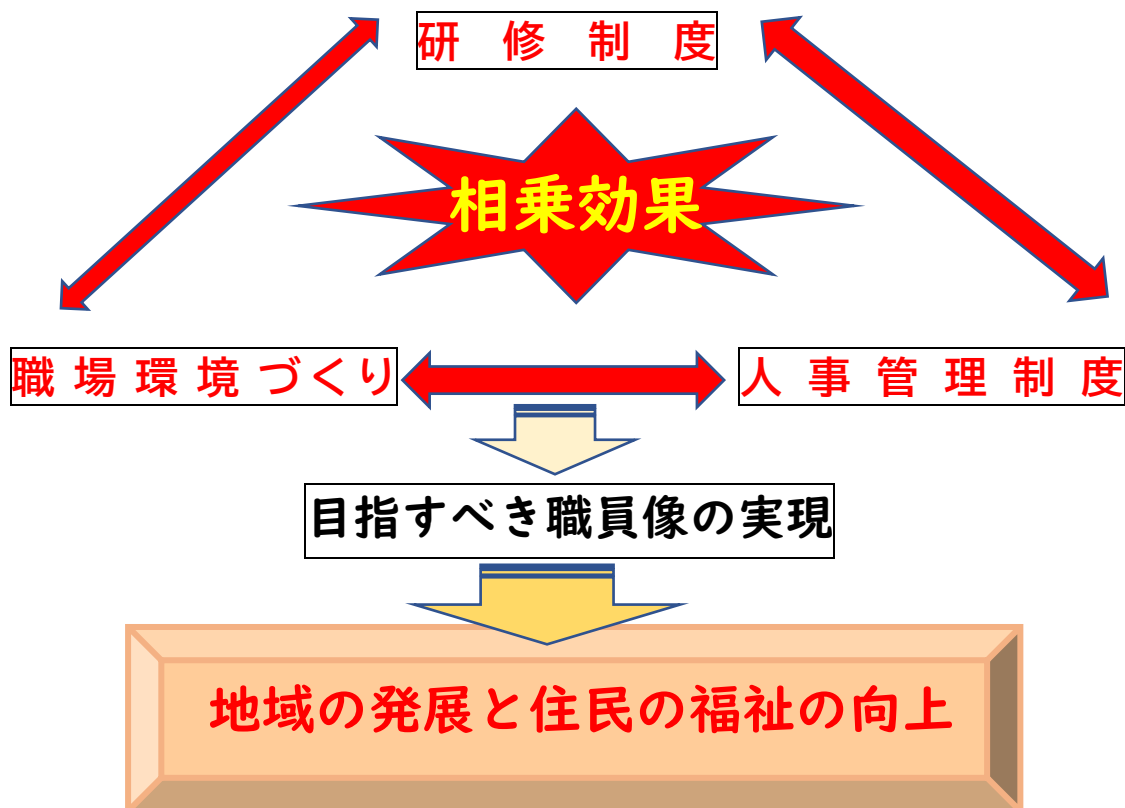 研修制度
相乗効果
職場環境づくり
人事管理制度
目指すべき職員像の実現
地域の発展と住民の福祉の向上